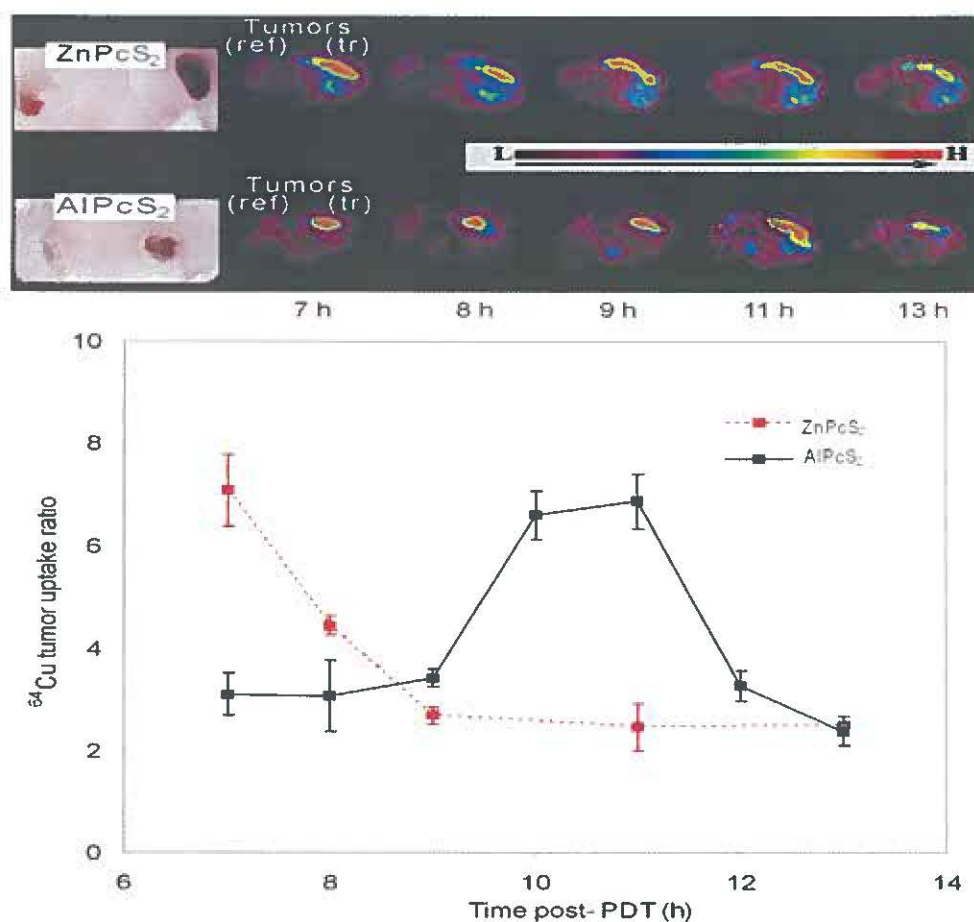 ZnPcS₂
Tumors
(ref) (tr)
L H
AlPcS₂
Tumors
(ref) (tr)
7 h 8 h 9 h 11 h 13 h
10
8
6
4
2
0
⁶⁴Cu tumor uptake ratio
ZnPcS₂
AlPcS₂
6 8 10 12 14
Time post- PDT (h)